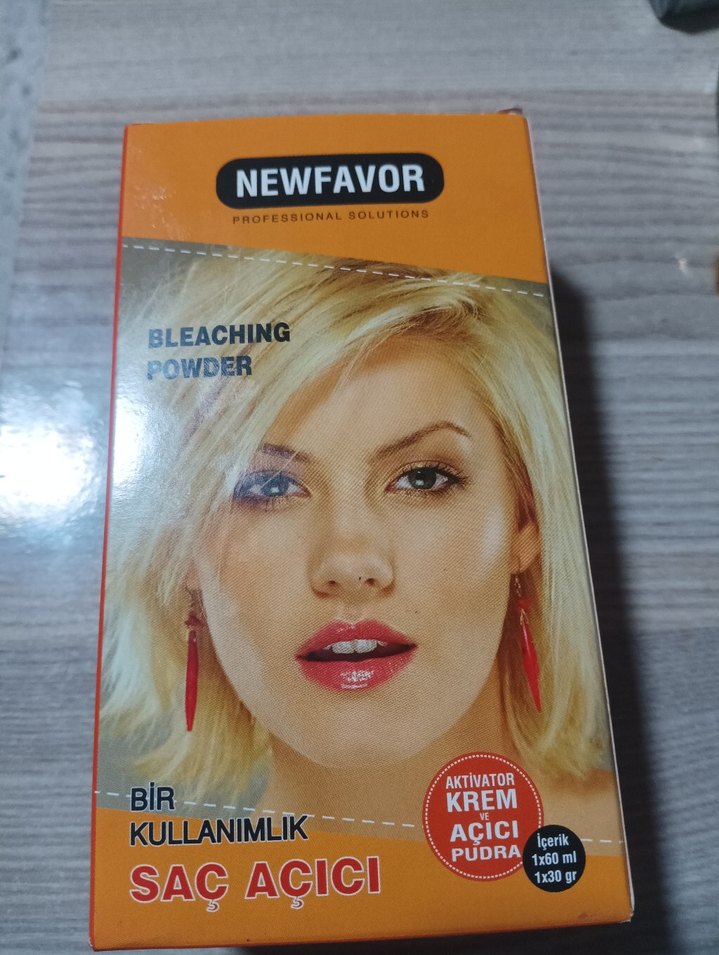 NEWFAVOR
PROFESSIONAL SOLUTIONS
BLEACHING
POWDER
BİR
KULLANIMLIK
SAÇ AÇICI
AKTİVATOR
KREM
VE
AÇICI
PUDRA
İçerik
1x60 ml
1x30 gr